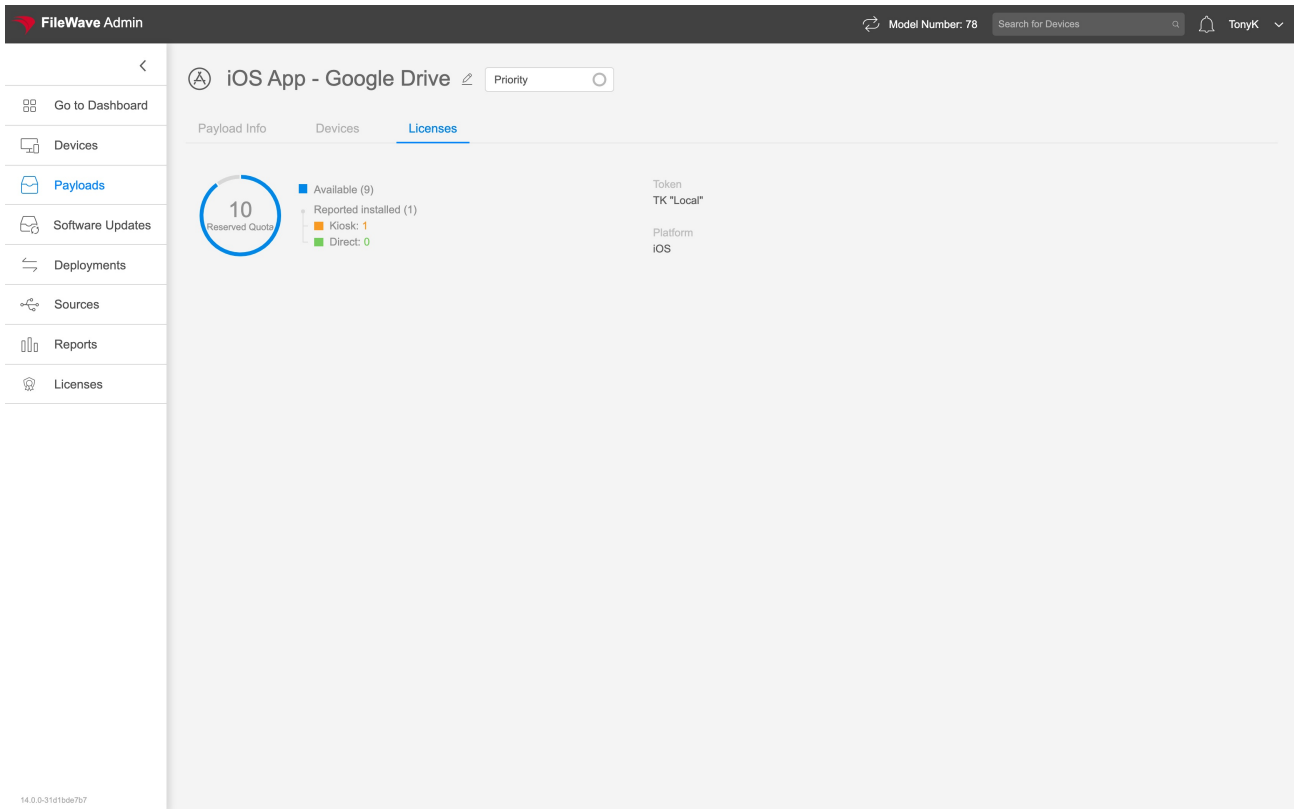 FileWave Admin
Model Number: 78
Search for Devices
TonyK
iOS App - Google Drive
Priority
Go to Dashboard
Devices
Payloads
Software Updates
Deployments
Sources
Reports
Licenses
Payload Info
Devices
Licenses
10
Reserved Quota
Available (9)
Reported installed (1)
Kiosk: 1
Direct: 0
Token
TK "Local"
Platform
iOS
14.0.0-31d1bde7b7